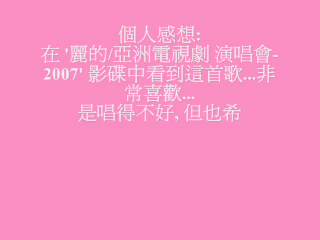 個人感想:
在 '麗的/亞洲電視劇 演唱會-
2007' 影碟中看到這首歌...非
常喜歡...
是唱得不好, 但也希